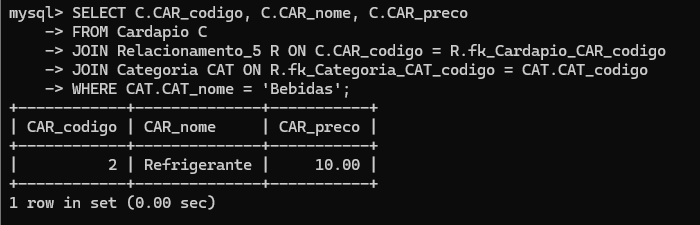 mysql> SELECT C.CAR_codigo, C.CAR_nome, C.CAR_preco
    -> FROM Cardapio C
    -> JOIN Relacionamento_5 R ON C.CAR_codigo = R.fk_Cardapio_CAR_codigo
    -> JOIN Categoria CAT ON R.fk_Categoria_CAT_codigo = CAT.CAT_codigo
    -> WHERE CAT.CAT_nome = 'Bebidas';
+------------+--------------+-----------+
| CAR_codigo | CAR_nome     | CAR_preco |
+------------+--------------+-----------+
|          2 | Refrigerante |     10.00 |
+------------+--------------+-----------+
1 row in set (0.00 sec)